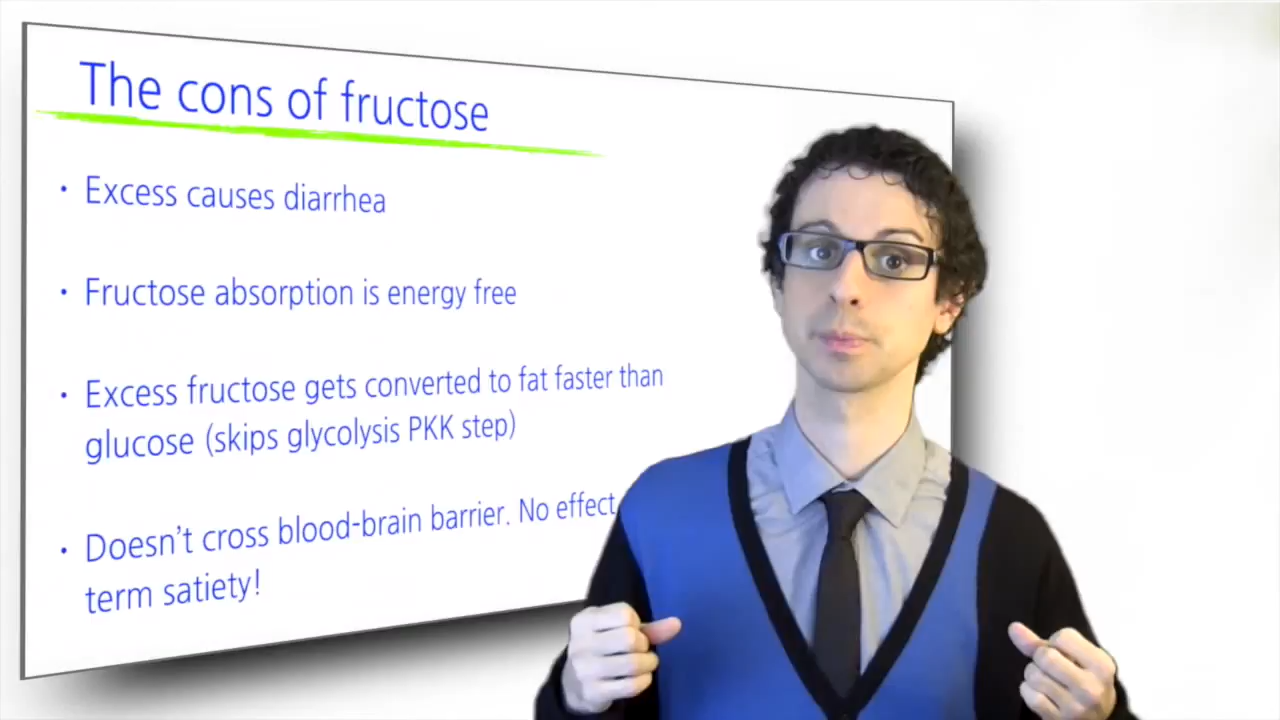 The cons of fructose
• Excess causes diarrhea
• Fructose absorption is energy free
• Excess fructose gets converted to fat faster than
glucose (skips glycolysis PKK step)
• Doesn't cross blood-brain barrier. No effect
term satiety!